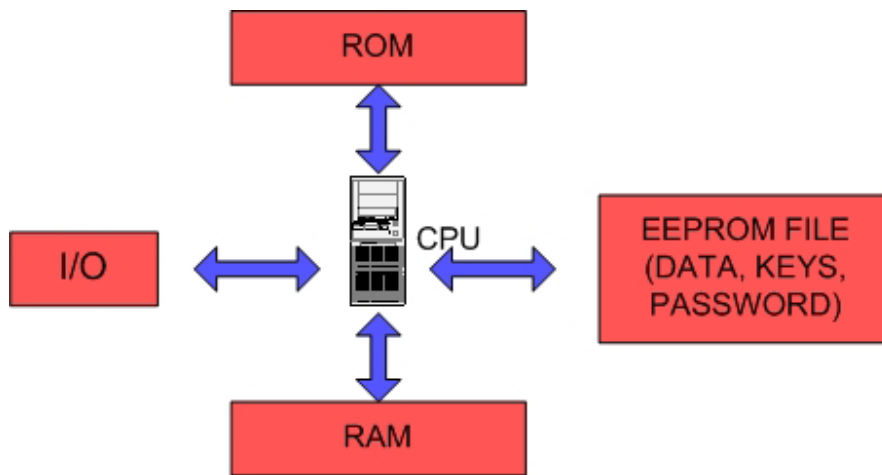 ROM
CPU
I/O
EEPROM FILE
(DATA, KEYS,
PASSWORD)
RAM